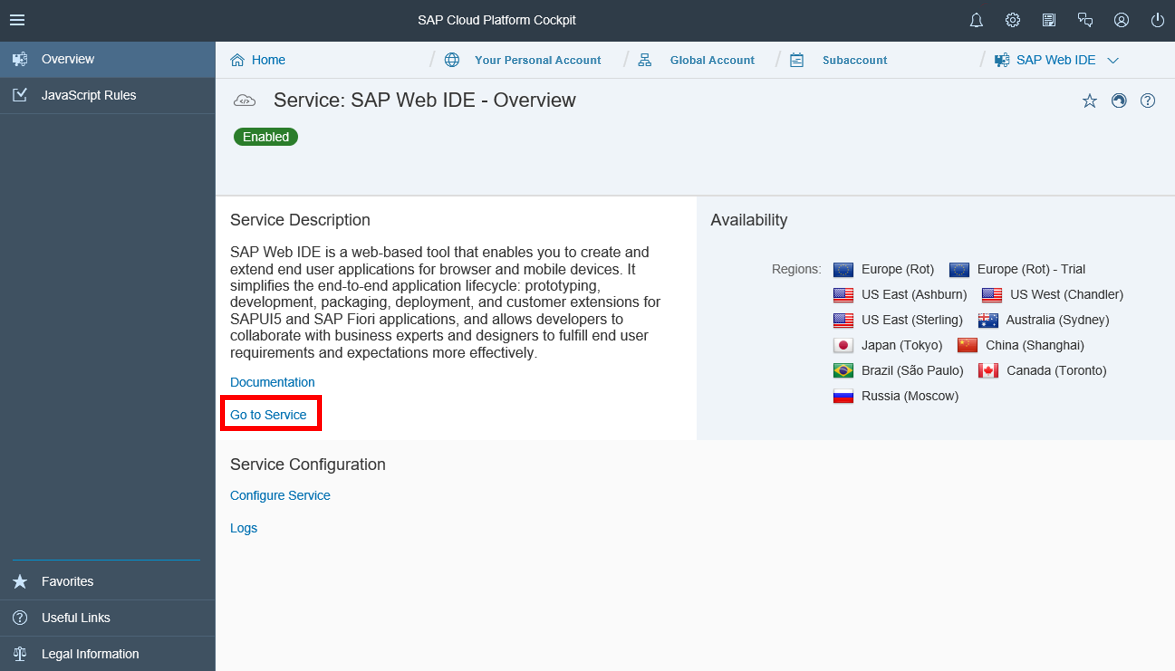 SAP Cloud Platform Cockpit
Overview
JavaScript Rules
Home / Your Personal Account / Global Account / Subaccount / SAP Web IDE
Service: SAP Web IDE - Overview
Enabled
Service Description
SAP Web IDE is a web-based tool that enables you to create and
extend end user applications for browser and mobile devices. It
simplifies the end-to-end application lifecycle: prototyping,
development, packaging, deployment, and customer extensions for
SAPUI5 and SAP Fiori applications, and allows developers to
collaborate with business experts and designers to fulfill end user
requirements and expectations more effectively.
Documentation
Go to Service
Availability
Regions: Europe (Rot) Europe (Rot) - Trial
US East (Ashburn) US West (Chandler)
US East (Sterling) Australia (Sydney)
Japan (Tokyo) China (Shanghai)
Brazil (São Paulo) Canada (Toronto)
Russia (Moscow)
Service Configuration
Configure Service
Logs
Favorites
Useful Links
Legal Information